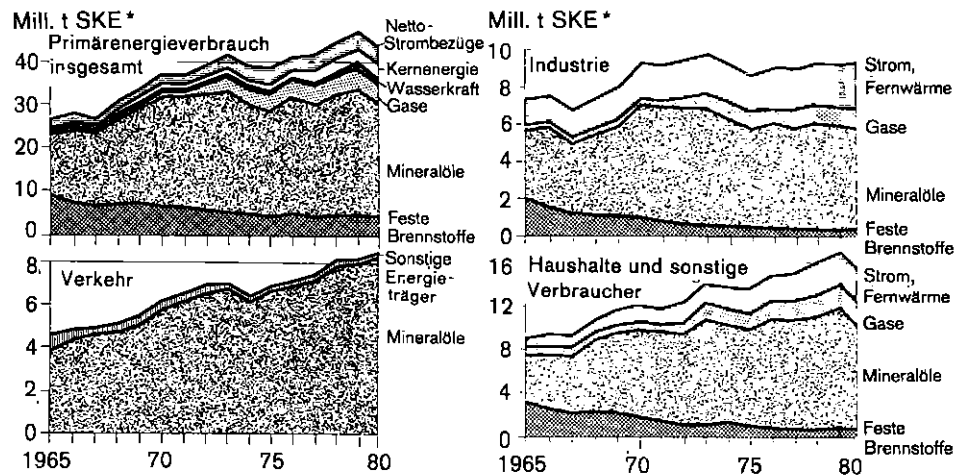 Mill. t SKE*
40
30
20
10
0
Primärenergieverbrauch
insgesamt
Netto-
Strombezüge
Kernenergie
Wasserkraft
Gase
Mineralöle
Feste
Brennstoffe
8
6
4
2
0
Verkehr
Sonstige
Energie-
träger
Mineralöle
1965 70 75 80
Mill. t SKE*
10
8
6
4
2
0
Industrie
Strom,
Fernwärme
Gase
Mineralöle
Feste
Brennstoffe
16
12
8
4
0
Haushalte und sonstige
Verbraucher
Strom,
Fernwärme
Gase
Mineralöle
Feste
Brennstoffe
1965 70 75 80